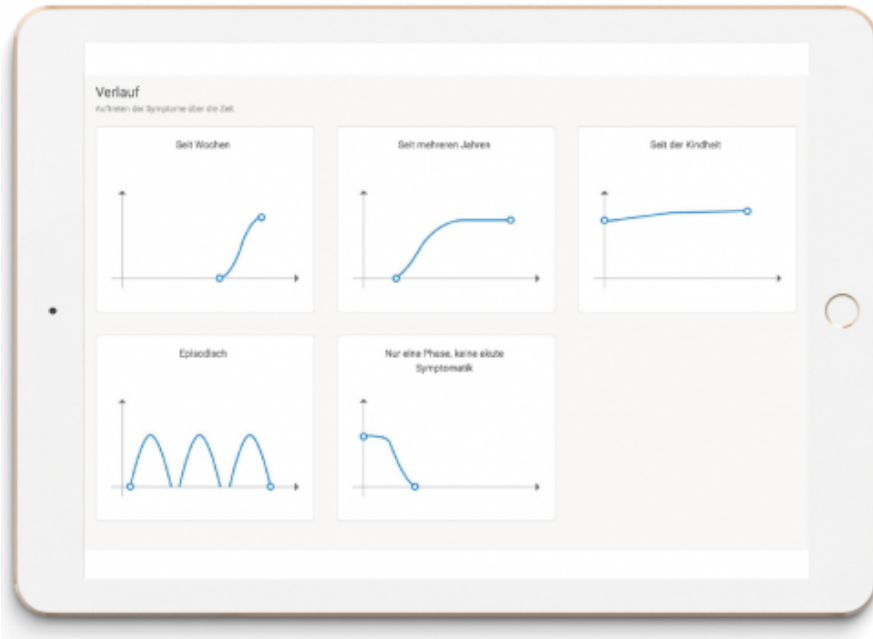 Verlauf
Auftreten der Symptome über die Zeit
Seit Wochen
Seit mehreren Jahren
Seit der Kindheit
Episodisch
Nur eine Phase, keine akute
Symptomatik